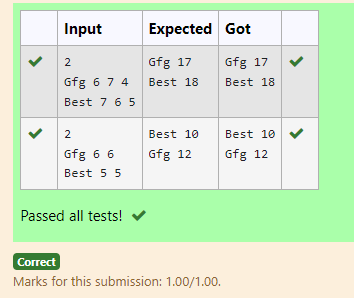 Input Expected Got
2 Gfg 17 Gfg 17
Gfg 6 7 4 Best 18 Best 18
Best 7 6 5
2 Best 10 Best 10
Gfg 6 6 Gfg 12 Gfg 12
Best 5 5
Passed all tests!
Correct
Marks for this submission: 1.00/1.00.